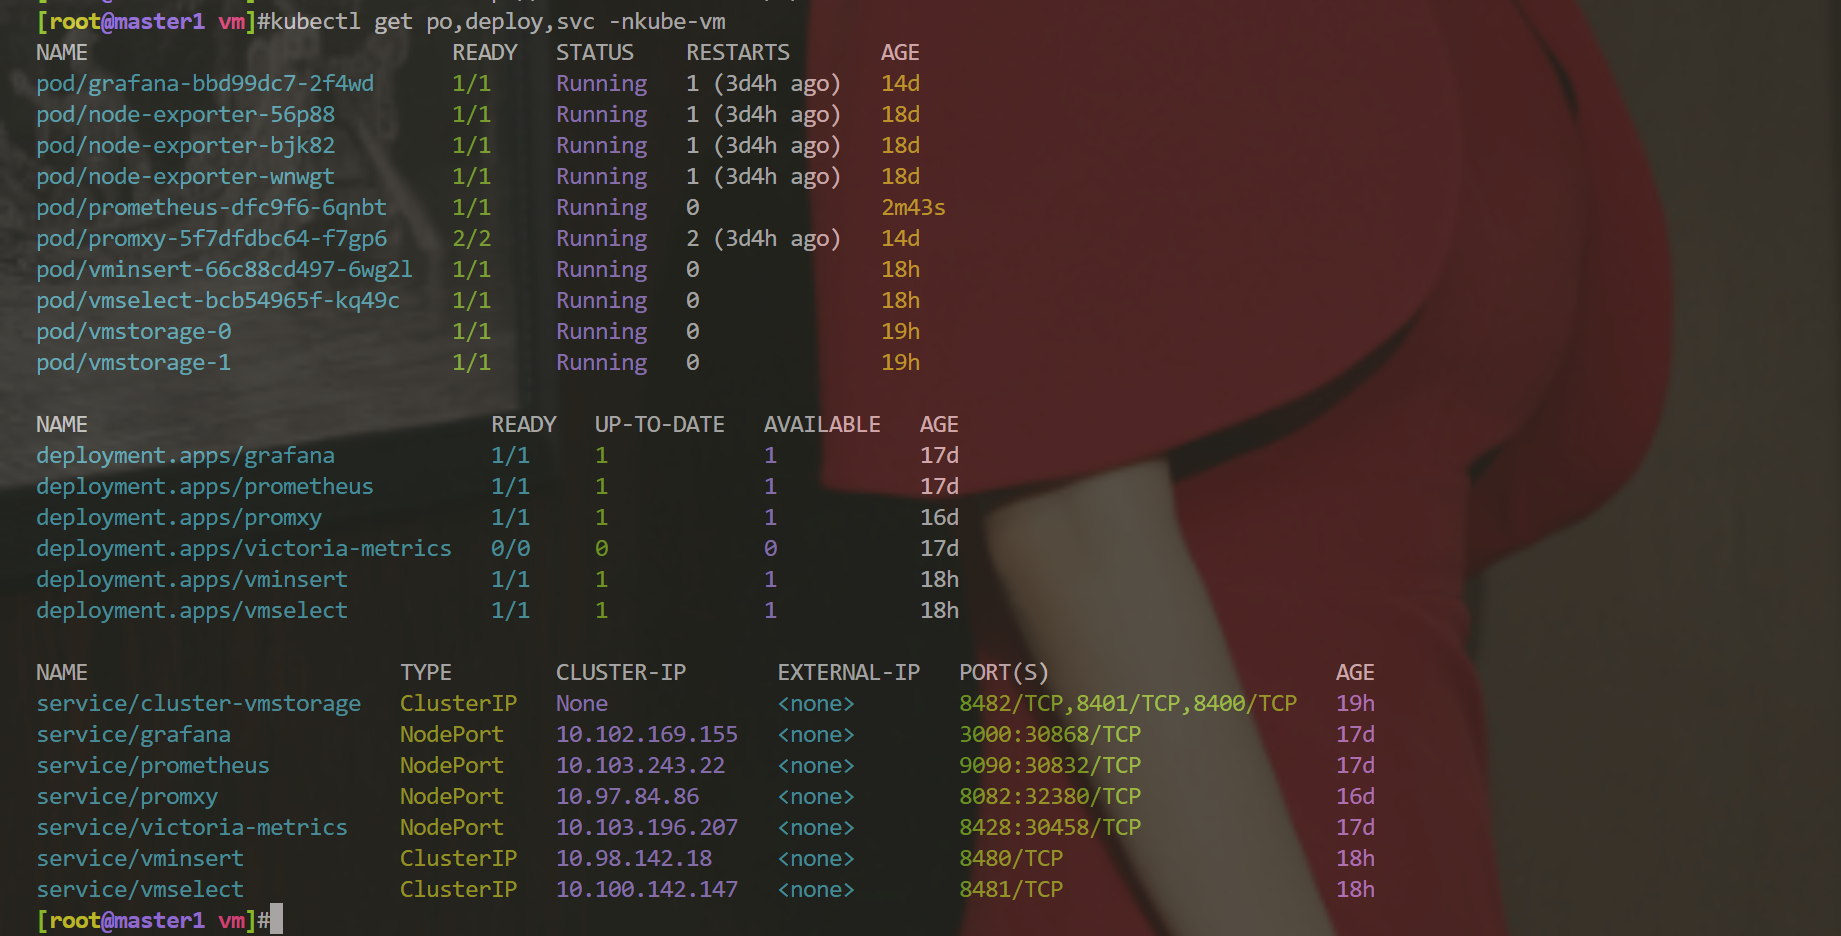 [root@master1 vm]#kubectl get po,deploy,svc -nkube-vm
NAME READY STATUS RESTARTS AGE
pod/grafana-bbd99dc7-2f4wd 1/1 Running 1 (3d4h ago) 14d
pod/node-exporter-56p88 1/1 Running 1 (3d4h ago) 18d
pod/node-exporter-bjk82 1/1 Running 1 (3d4h ago) 18d
pod/node-exporter-wnwgt 1/1 Running 1 (3d4h ago) 18d
pod/prometheus-dfc9f6-6qnbt 1/1 Running 0 2m43s
pod/promxy-5f7dfdbc64-f7gp6 2/2 Running 2 (3d4h ago) 14d
pod/vminsert-66c88cd497-6wg2l 1/1 Running 0 18h
pod/vmselect-bcb54965f-kq49c 1/1 Running 0 18h
pod/vmstorage-0 1/1 Running 0 19h
pod/vmstorage-1 1/1 Running 0 19h
NAME READY UP-TO-DATE AVAILABLE AGE
deployment.apps/grafana 1/1 1 1 17d
deployment.apps/prometheus 1/1 1 1 17d
deployment.apps/promxy 1/1 1 1 16d
deployment.apps/victoria-metrics 0/0 0 0 17d
deployment.apps/vminsert 1/1 1 1 18h
deployment.apps/vmselect 1/1 1 1 18h
NAME TYPE CLUSTER-IP EXTERNAL-IP PORT(S) AGE
service/cluster-vmstorage ClusterIP None <none> 8482/TCP,8401/TCP,8400/TCP 19h
service/grafana NodePort 10.102.169.155 <none> 3000:30868/TCP 17d
service/prometheus NodePort 10.103.243.22 <none> 9090:30832/TCP 17d
service/promxy NodePort 10.97.84.86 <none> 8082:32380/TCP 16d
service/victoria-metrics NodePort 10.103.196.207 <none> 8428:30458/TCP 17d
service/vminsert ClusterIP 10.98.142.18 <none> 8480/TCP 18h
service/vmselect ClusterIP 10.100.142.147 <none> 8481/TCP 18h
[root@master1 vm]#